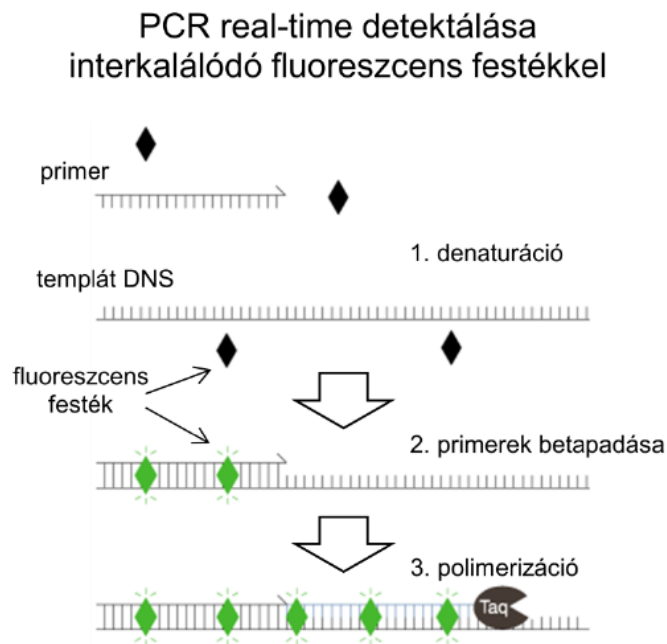 PCR real-time detektálása
interkalálódó fluoreszcens festékkel
primer
1. denaturáció
templát DNS
fluoreszcens
festék
2. primerek betapadása
3. polimerizáció
Taq